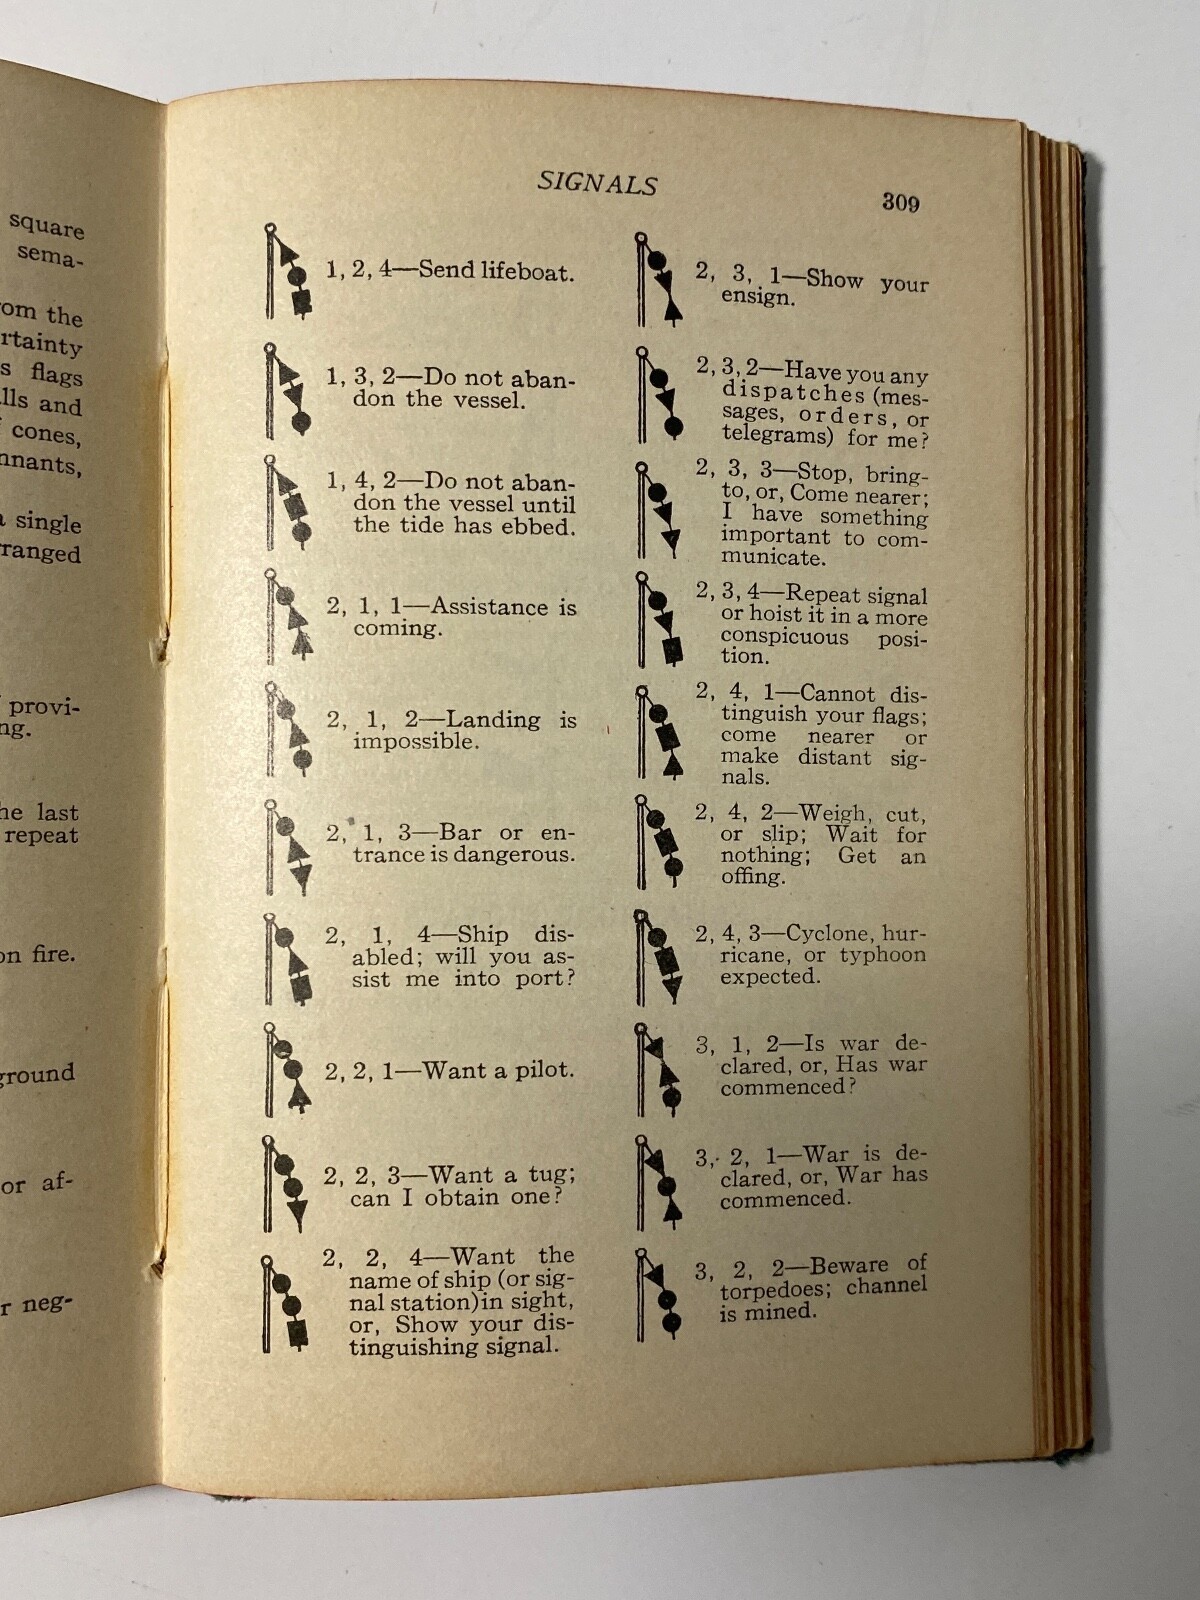 square
sema-
om the
rtainty
s flags
lls and
cones,
nnants,
a single
ranged
provi-
ng.
he last
repeat
on fire.
ground
or af-
r neg-
SIGNALS
309
1, 2, 4—Send lifeboat.
1, 3, 2—Do not aban-
don the vessel.
1, 4, 2—Do not aban-
don the vessel until
the tide has ebbed.
2, 1, 1—Assistance is
coming.
2, 1, 2—Landing is
impossible.
2, 1, 3—Bar or en-
trance is dangerous.
2, 1, 4—Ship dis-
abled; will you as-
sist me into port?
2, 2, 1—Want a pilot.
2, 2, 3—Want a tug;
can I obtain one?
2, 2, 4—Want the
name of ship (or sig-
nal station) in sight,
or, Show your dis-
tinguishing signal.
2, 3, 1—Show your
ensign.
2, 3, 2—Have you any
dispatches (mes-
sages, orders, or
telegrams) for me?
2, 3, 3—Stop, bring-
to, or, Come nearer;
I have something
important to com-
municate.
2, 3, 4—Repeat signal
or hoist it in a more
conspicuous posi-
tion.
2, 4, 1—Cannot dis-
tinguish your flags;
come nearer or
make distant sig-
nals.
2, 4, 2—Weigh, cut,
or slip; Wait for
nothing; Get an
offing.
2, 4, 3—Cyclone, hur-
ricane, or typhoon
expected.
3, 1, 2—Is war de-
clared, or, Has war
commenced?
3, 2, 1—War is de-
clared, or, War has
commenced.
3, 2, 2—Beware of
torpedoes; channel
is mined.